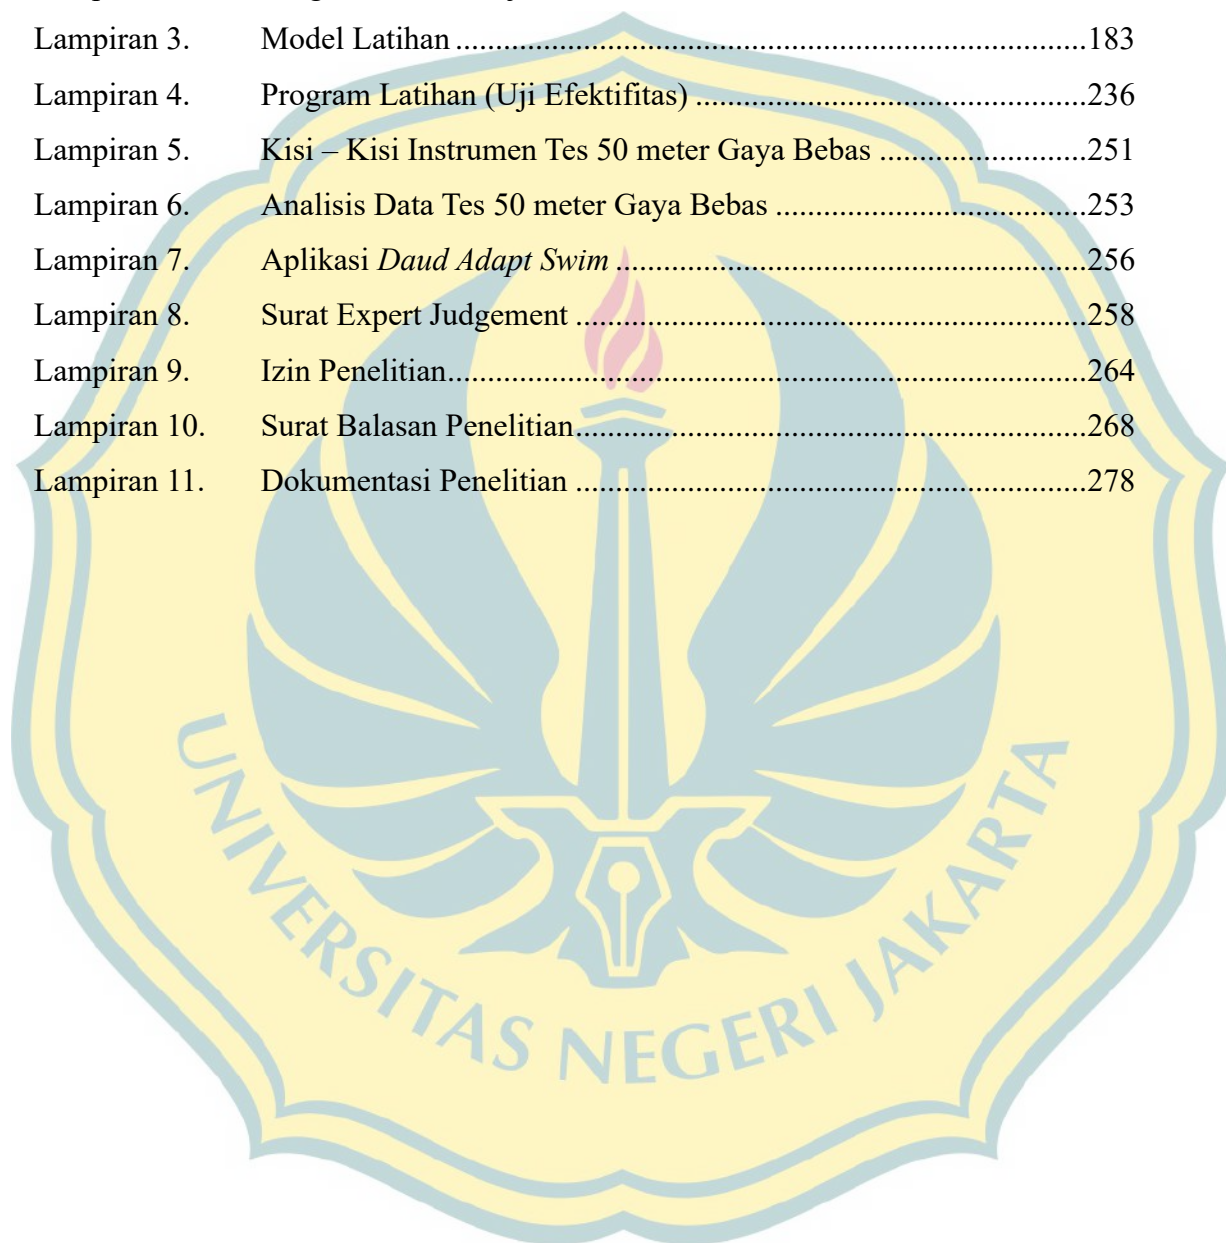 Lampiran 3. Model Latihan ................................................................................183
Lampiran 4. Program Latihan (Uji Efektifitas) ..................................................236
Lampiran 5. Kisi – Kisi Instrumen Tes 50 meter Gaya Bebas ..........................251
Lampiran 6. Analisis Data Tes 50 meter Gaya Bebas .......................................253
Lampiran 7. Aplikasi Daud Adapt Swim ............................................................256
Lampiran 8. Surat Expert Judgement .................................................................258
Lampiran 9. Izin Penelitian.................................................................................264
Lampiran 10. Surat Balasan Penelitian.................................................................268
Lampiran 11. Dokumentasi Penelitian .................................................................278
UNIVERSITAS NEGERI JAKARTA